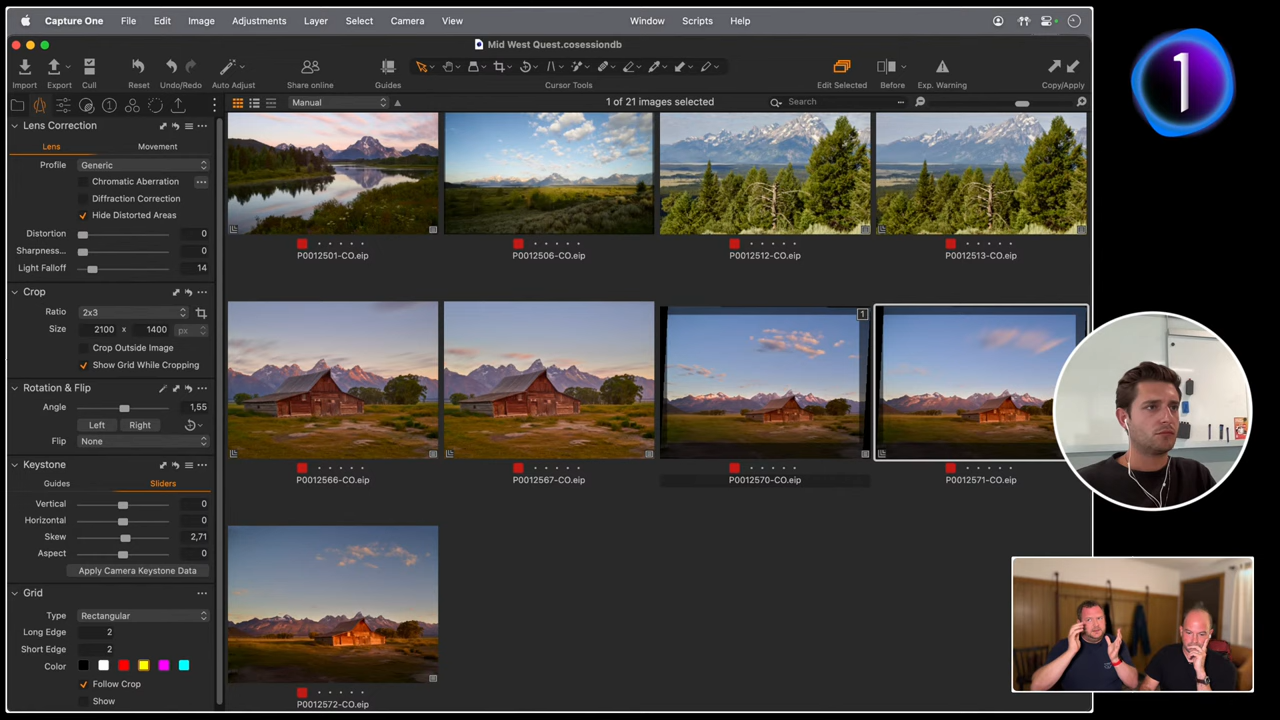 Capture One File Edit Image Adjustments Layer Select Camera View Window Scripts Help
Mid West Quest.cosessiondb
Import Export Cull Reset Undo/Redo Auto Adjust Share online Guides Cursor Tools Edit Selected Before Exp. Warning Copy/Apply
Manual 1 of 21 images selected Search
Lens Correction
Lens Movement
Profile Generic
Chromatic Aberration
Diffraction Correction
Hide Distorted Areas
Distortion 0
Sharpness... 0
Light Falloff 14
Crop
Ratio 2x3
Size 2100 x 1400 px
Crop Outside Image
Show Grid While Cropping
Rotation & Flip
Angle 1,55
Left Right
Flip None
Keystone
Guides Sliders
Vertical 0
Horizontal 0
Skew 2,71
Aspect 0
Apply Camera Keystone Data
Grid
Type Rectangular
Long Edge 2
Short Edge 2
Color
Follow Crop
Show
P0012501-CO.eip P0012506-CO.eip P0012512-CO.eip P0012513-CO.eip
1
P0012566-CO.eip P0012567-CO.eip P0012570-CO.eip P0012571-CO.eip
P0012572-CO.eip
1